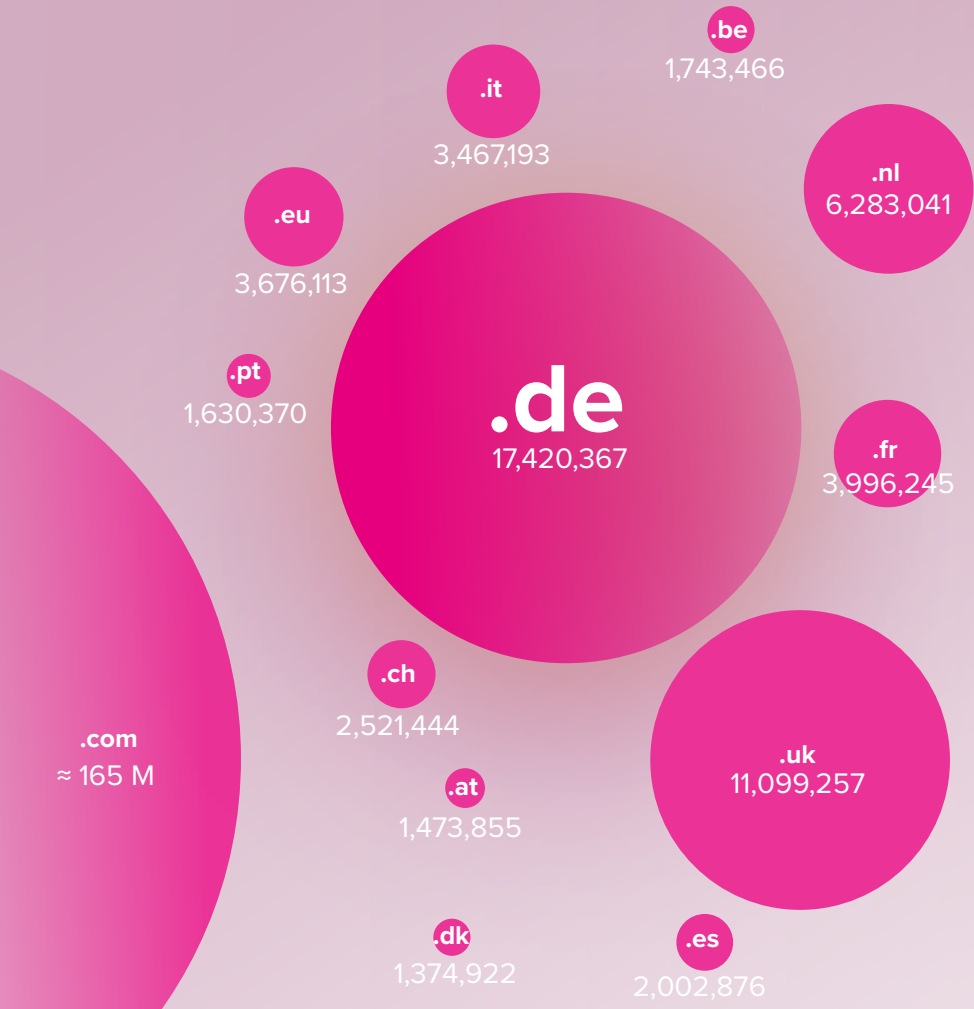 .be
1,743,466
.it
3,467,193
.nl
6,283,041
.eu
3,676,113
.pt
1,630,370
.de
17,420,367
.fr
3,996,245
.ch
2,521,444
.com
≈ 165 M
.uk
11,099,257
.at
1,473,855
.dk
1,374,922
.es
2,002,876